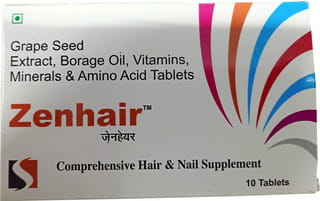 Grape Seed
Extract, Borage Oil, Vitamins,
Minerals & Amino Acid Tablets
Zenhair™
ज़ेनहेयर
Comprehensive Hair & Nail Supplement
10 Tablets